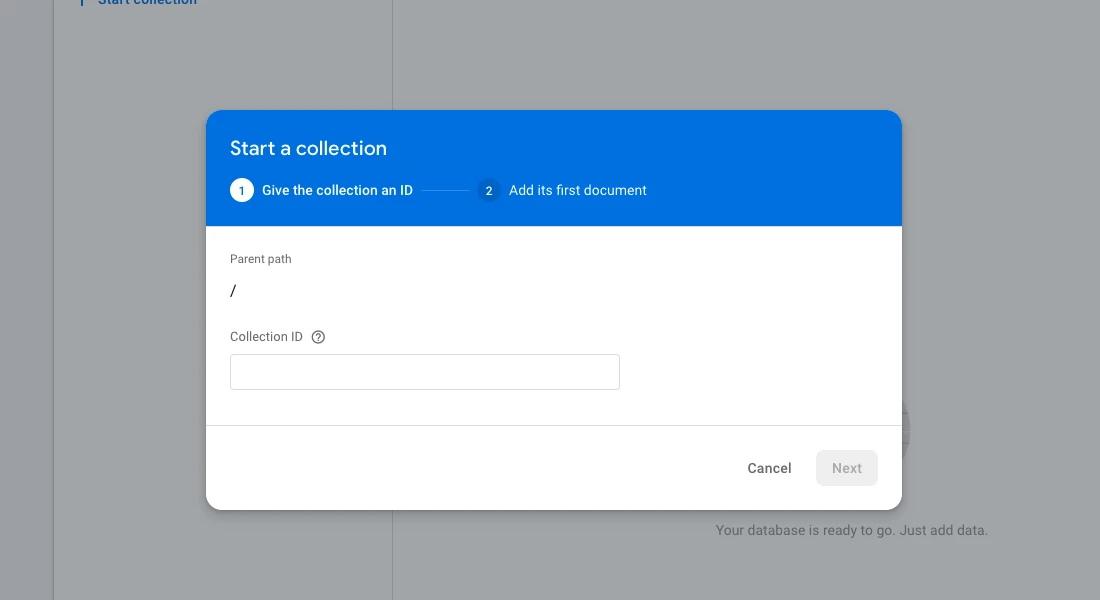 Start collection
Start a collection
1 Give the collection an ID 2 Add its first document
Parent path
/
Collection ID
Cancel Next
Your database is ready to go. Just add data.